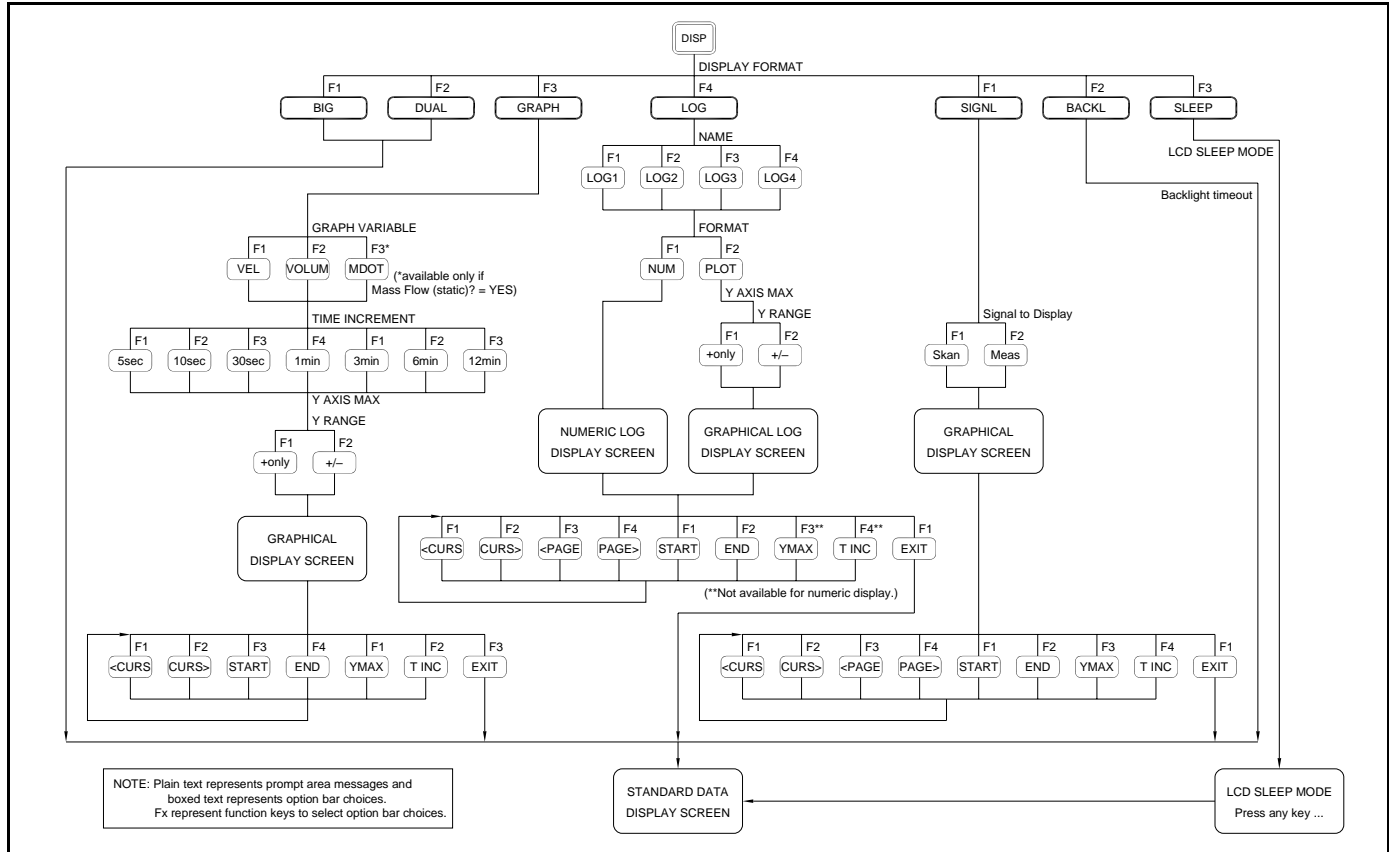 DISP
DISPLAY FORMAT
F1 F2 F3 F4 F1 F2 F3
BIG DUAL GRAPH LOG SIGNL BACKL SLEEP
NAME
LCD SLEEP MODE
F1 F2 F3 F4
LOG1 LOG2 LOG3 LOG4
Backlight timeout
GRAPH VARIABLE
FORMAT
F1 F2 F3*
VEL VOLUM MDOT
(*available only if
Mass Flow (static)? = YES)
F1 F2
NUM PLOT
Y AXIS MAX
Y RANGE
F1 F2
+only +/–
Signal to Display
F1 F2
Skan Meas
TIME INCREMENT
F1 F2 F3 F4 F1 F2 F3
5sec 10sec 30sec 1min 3min 6min 12min
Y AXIS MAX
Y RANGE
F1 F2
+only +/–
NUMERIC LOG
DISPLAY SCREEN
GRAPHICAL LOG
DISPLAY SCREEN
GRAPHICAL
DISPLAY SCREEN
GRAPHICAL
DISPLAY SCREEN
F1 F2 F3 F4 F1 F2 F3** F4** F1
<CURS CURS> <PAGE PAGE> START END YMAX T INC EXIT
(**Not available for numeric display.)
F1 F2 F3 F4 F1 F2 F3
<CURS CURS> START END YMAX T INC EXIT
F1 F2 F3 F4 F1 F2 F3 F4 F1
<CURS CURS> <PAGE PAGE> START END YMAX T INC EXIT
NOTE: Plain text represents prompt area messages and
boxed text represents option bar choices.
Fx represent function keys to select option bar choices.
STANDARD DATA
DISPLAY SCREEN
LCD SLEEP MODE
Press any key ...